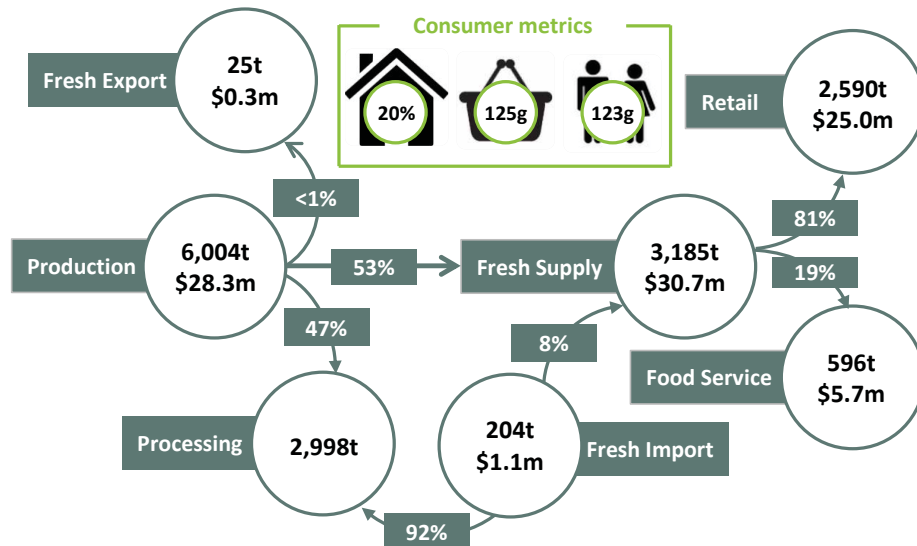 Consumer metrics
20%
125g
123g
Fresh Export
25t
$0.3m
Retail
2,590t
$25.0m
<1%
81%
Production
6,004t
$28.3m
53%
Fresh Supply
3,185t
$30.7m
19%
47%
8%
Food Service
596t
$5.7m
Processing
2,998t
204t
$1.1m
Fresh Import
92%